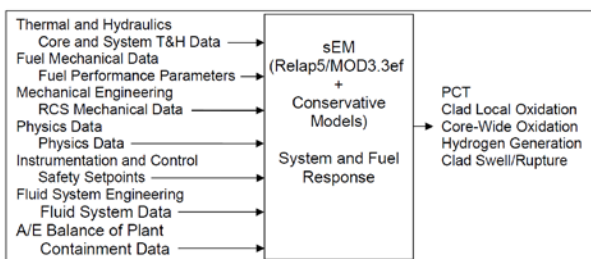 Thermal and Hydraulics
Core and System T&H Data
Fuel Mechanical Data
Fuel Performance Parameters
Mechanical Engineering
RCS Mechanical Data
Physics Data
Physics Data
Instrumentation and Control
Safety Setpoints
Fluid System Engineering
Fluid System Data
A/E Balance of Plant
Containment Data
sEM
(Relap5/MOD3.3ef
+
Conservative
Models)
System and Fuel
Response
PCT
Clad Local Oxidation
Core-Wide Oxidation
Hydrogen Generation
Clad Swell/Rupture